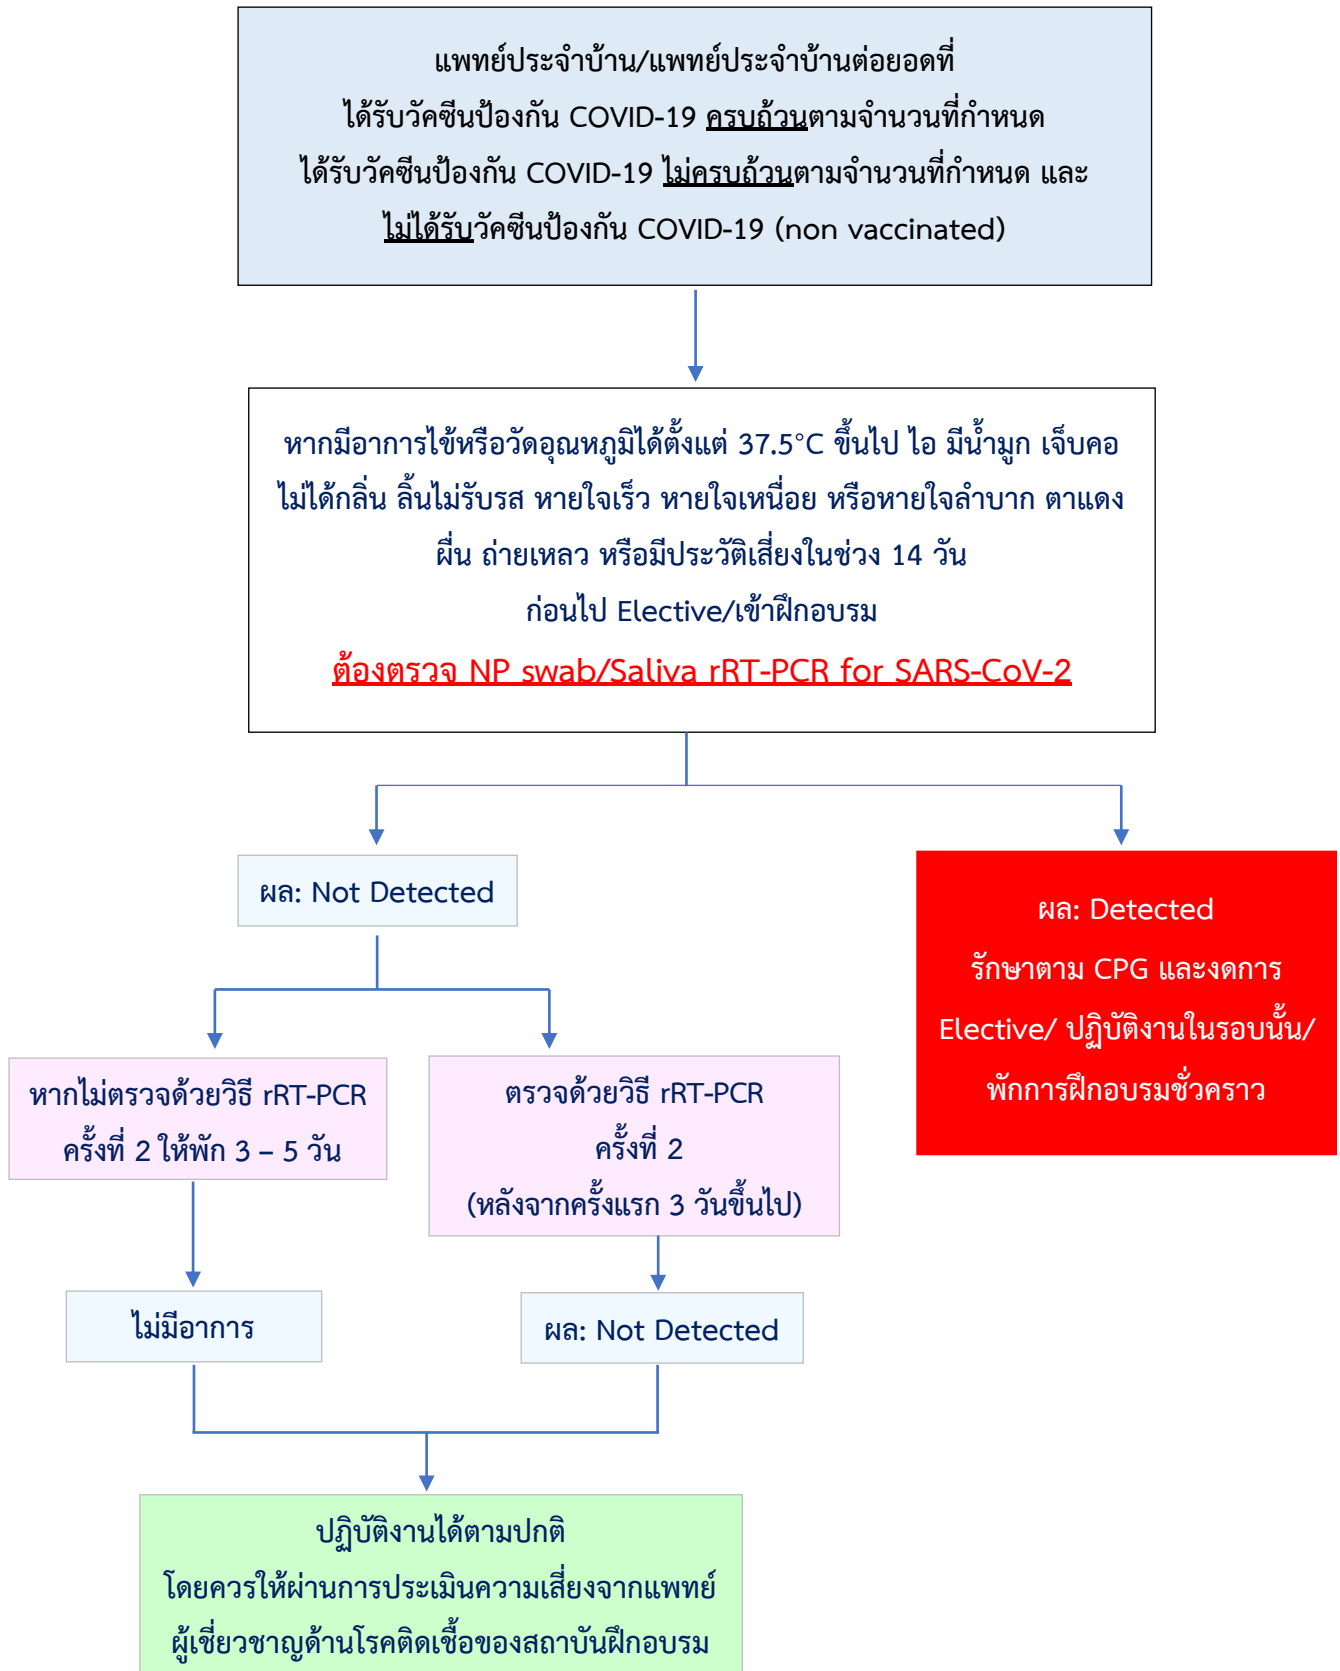 แพทย์ประจำบ้าน/แพทย์ประจำบ้านต่อยอดที่
ได้รับวัคซีนป้องกัน COVID-19 ครบถ้วนตามจำนวนที่กำหนด
ได้รับวัคซีนป้องกัน COVID-19 ไม่ครบถ้วนตามจำนวนที่กำหนด และ
ไม่ได้รับวัคซีนป้องกัน COVID-19 (non vaccinated)
หากมีอาการไข้หรือวัดอุณหภูมิได้ตั้งแต่ 37.5°C ขึ้นไป ไอ มีน้ำมูก เจ็บคอ
ไม่ได้กลิ่น ลิ้นไม่รับรส หายใจเร็ว หายใจเหนื่อย หรือหายใจลำบาก ตาแดง
ผื่น ถ่ายเหลว หรือมีประวัติเสี่ยงในช่วง 14 วัน
ก่อนไป Elective/เข้าฝึกอบรม
ต้องตรวจ NP swab/Saliva rRT-PCR for SARS-CoV-2
ผล: Not Detected
ผล: Detected
รักษาตาม CPG และงดการ
Elective/ ปฏิบัติงานในรอบนั้น/
พักการฝึกอบรมชั่วคราว
หากไม่ตรวจด้วยวิธี rRT-PCR
ครั้งที่ 2 ให้พัก 3 – 5 วัน
ตรวจด้วยวิธี rRT-PCR
ครั้งที่ 2
(หลังจากครั้งแรก 3 วันขึ้นไป)
ไม่มีอาการ
ผล: Not Detected
ปฏิบัติงานได้ตามปกติ
โดยควรให้ผ่านการประเมินความเสี่ยงจากแพทย์
ผู้เชี่ยวชาญด้านโรคติดเชื้อของสถาบันฝึกอบรม